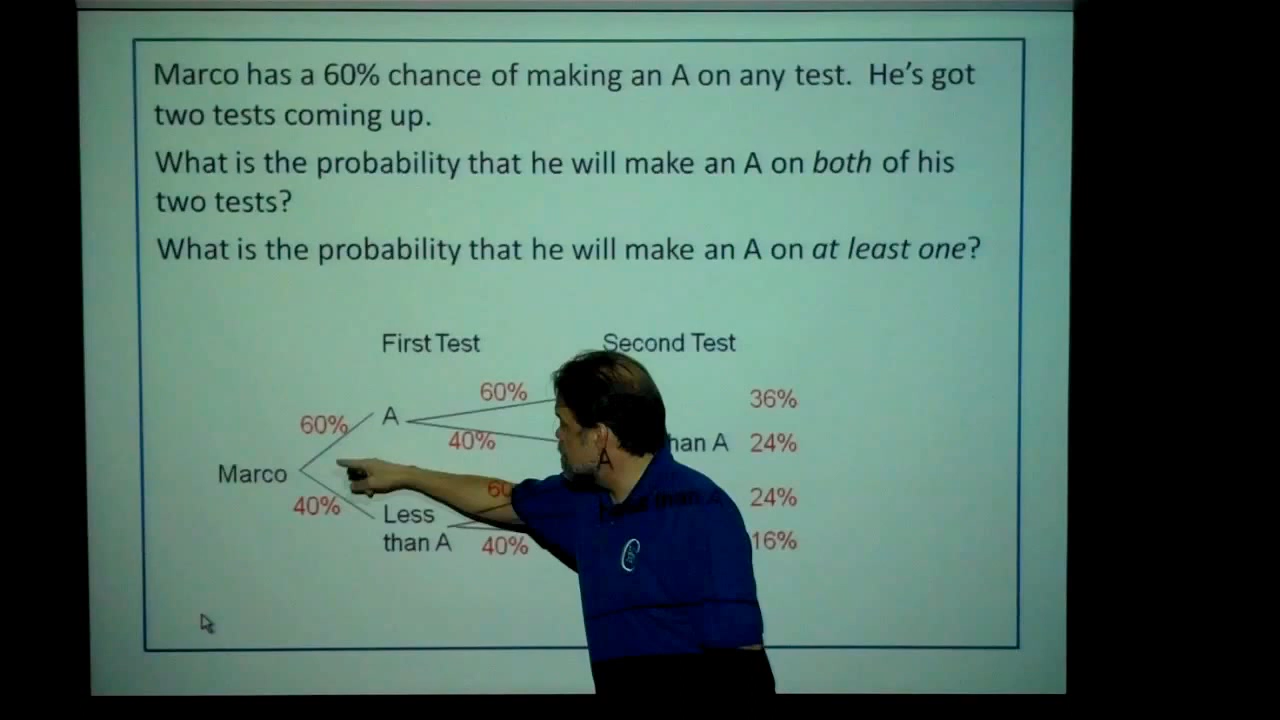 Marco has a 60% chance of making an A on any test. He's got
two tests coming up.
What is the probability that he will make an A on both of his
two tests?
What is the probability that he will make an A on at least one?
First Test Second Test
60% 36%
60% A
40% than A 24%
Marco
40% Less than A 24%
than A 40% 16%